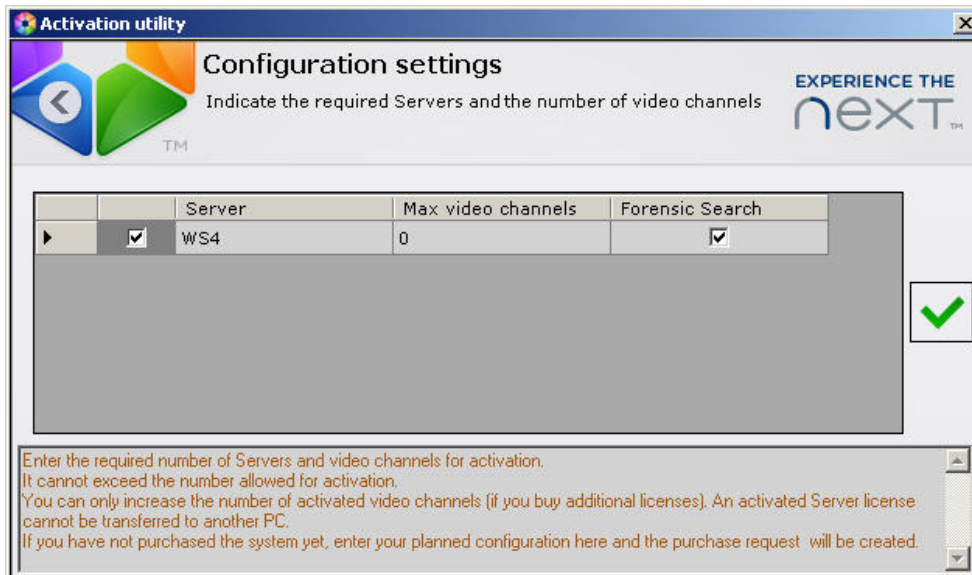 Activation utility
Configuration settings
Indicate the required Servers and the number of video channels
EXPERIENCE THE
next™
TM
Server Max video channels Forensic Search
WS4 0
Enter the required number of Servers and video channels for activation.
It cannot exceed the number allowed for activation.
You can only increase the number of activated video channels (if you buy additional licenses). An activated Server license
cannot be transferred to another PC.
If you have not purchased the system yet, enter your planned configuration here and the purchase request will be created.